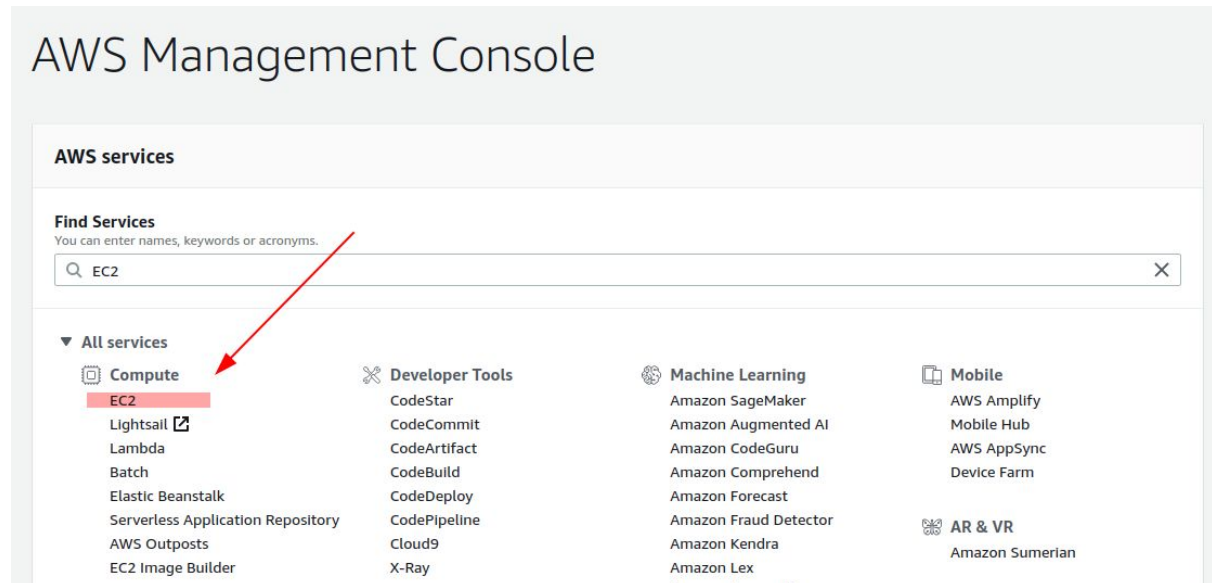 AWS Management Console
AWS services
Find Services
You can enter names, keywords or acronyms.
EC2
All services
Compute
EC2
Lightsail
Lambda
Batch
Elastic Beanstalk
Serverless Application Repository
AWS Outposts
EC2 Image Builder
Developer Tools
CodeStar
CodeCommit
CodeArtifact
CodeBuild
CodeDeploy
CodePipeline
Cloud9
X-Ray
Machine Learning
Amazon SageMaker
Amazon Augmented AI
Amazon CodeGuru
Amazon Comprehend
Amazon Forecast
Amazon Fraud Detector
Amazon Kendra
Amazon Lex
Mobile
AWS Amplify
Mobile Hub
AWS AppSync
Device Farm
AR & VR
Amazon Sumerian